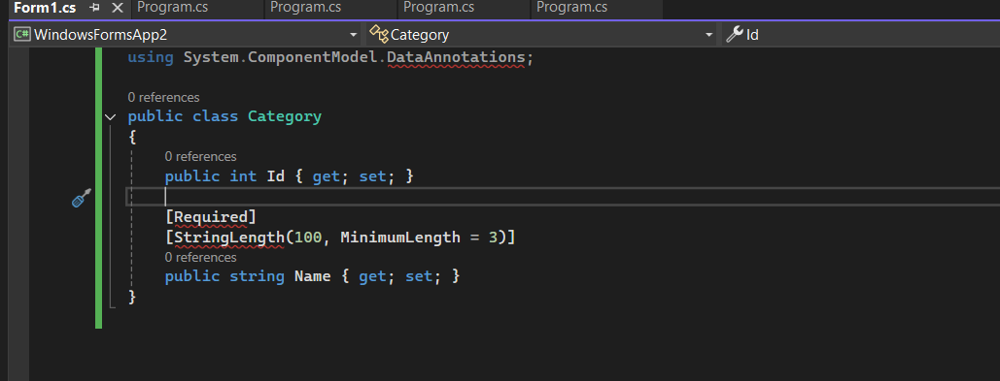 Form1.cs Program.cs Program.cs Program.cs Program.cs
C# WindowsFormsApp2 Category Id
using System.ComponentModel.DataAnnotations;
0 references
public class Category
{
0 references
public int Id { get; set; }
[Required]
[StringLength(100, MinimumLength = 3)]
0 references
public string Name { get; set; }
}